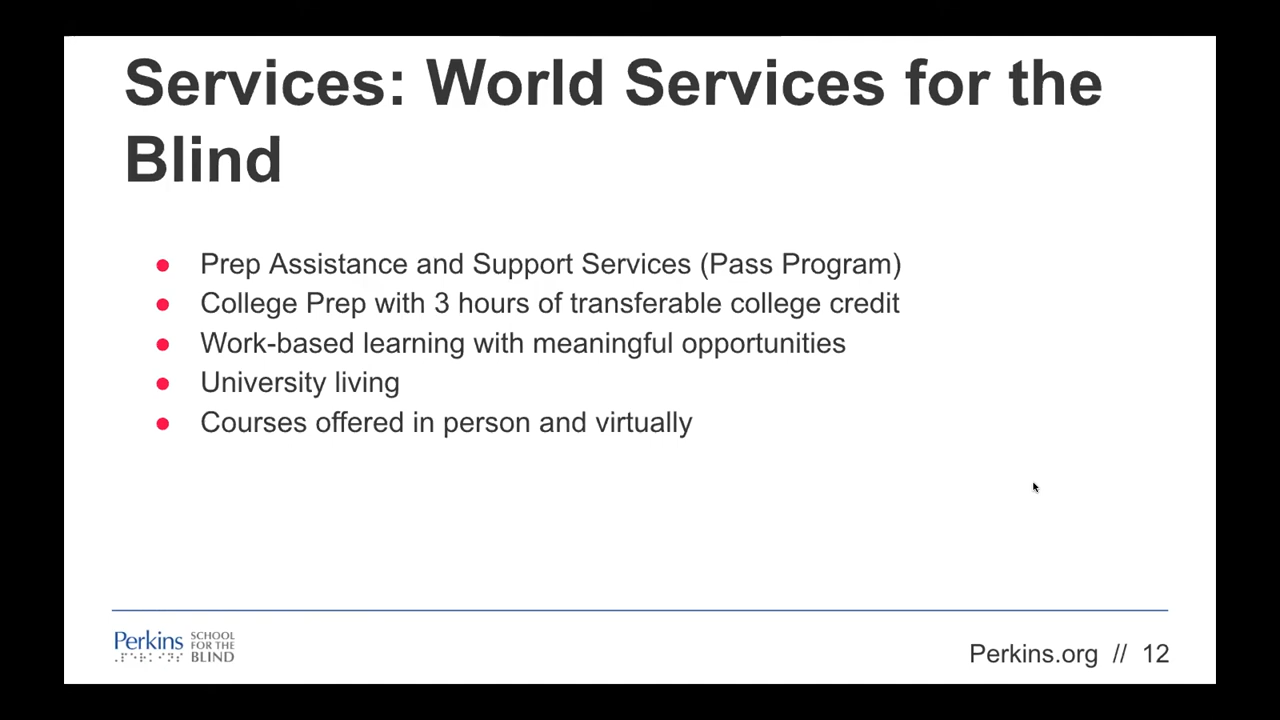 Services: World Services for the
Blind
● Prep Assistance and Support Services (Pass Program)
● College Prep with 3 hours of transferable college credit
● Work-based learning with meaningful opportunities
● University living
● Courses offered in person and virtually
Perkins SCHOOL
FOR THE
BLIND
Perkins.org // 12